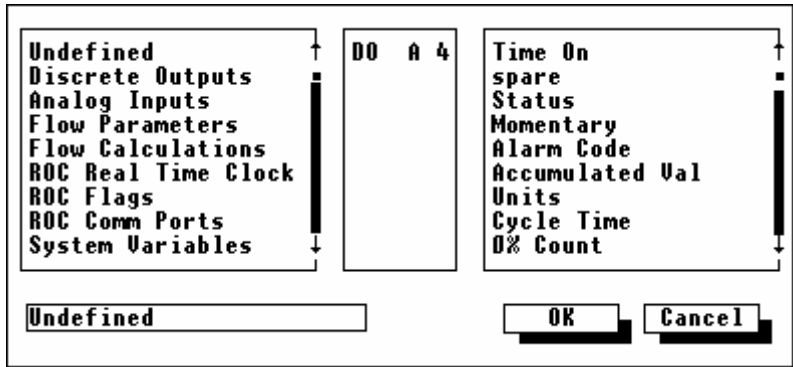 Undefined
Discrete Outputs
Analog Inputs
Flow Parameters
Flow Calculations
ROC Real Time Clock
ROC Flags
ROC Comm Ports
System Variables
DO A 4
Time On
spare
Status
Momentary
Alarm Code
Accumulated Val
Units
Cycle Time
0% Count
Undefined
OK
Cancel